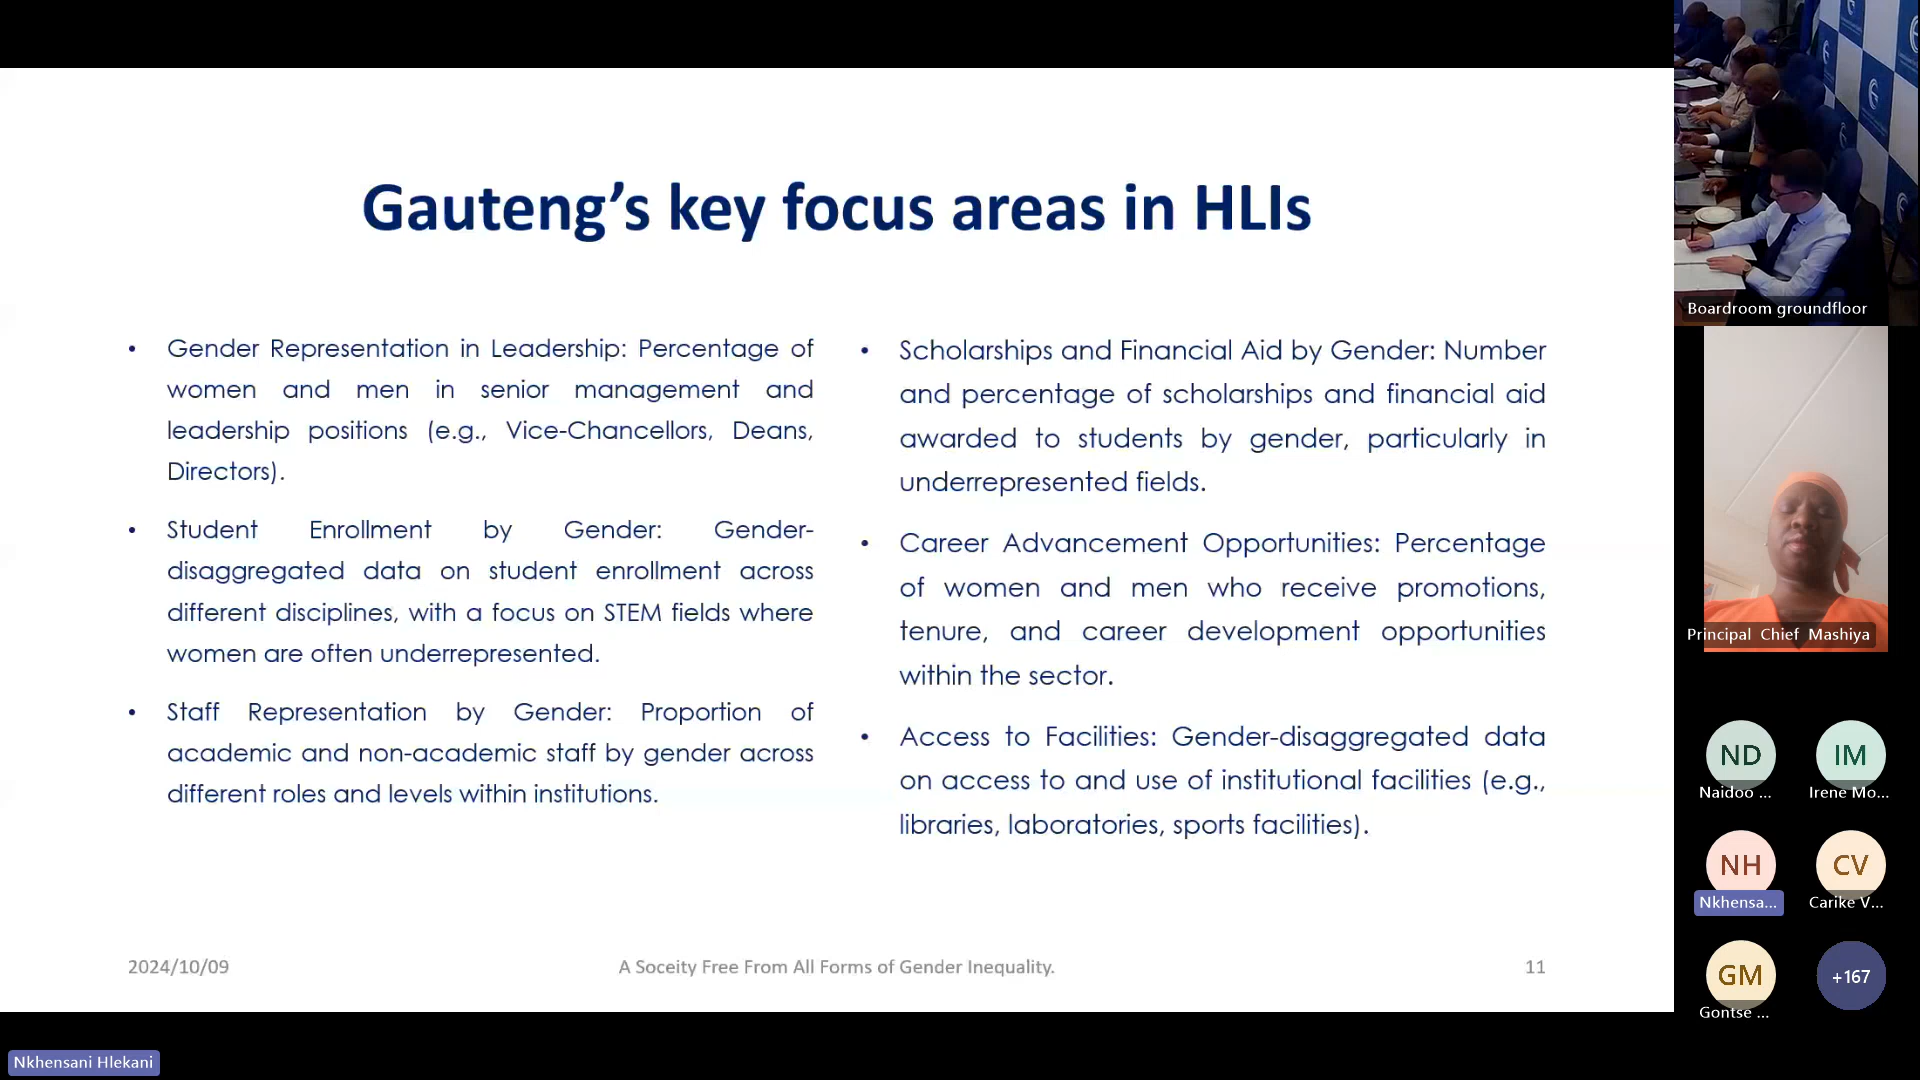 Gauteng’s key focus areas in HLIs
• Gender Representation in Leadership: Percentage of
women and men in senior management and
leadership positions (e.g., Vice-Chancellors, Deans,
Directors).
• Student Enrollment by Gender: Gender-
disaggregated data on student enrollment across
different disciplines, with a focus on STEM fields where
women are often underrepresented.
• Staff Representation by Gender: Proportion of
academic and non-academic staff by gender across
different roles and levels within institutions.
• Scholarships and Financial Aid by Gender: Number
and percentage of scholarships and financial aid
awarded to students by gender, particularly in
underrepresented fields.
• Career Advancement Opportunities: Percentage
of women and men who receive promotions,
tenure, and career development opportunities
within the sector.
• Access to Facilities: Gender-disaggregated data
on access to and use of institutional facilities (e.g.,
libraries, laboratories, sports facilities).
2024/10/09
A Soceity Free From All Forms of Gender Inequality.
11
Boardroom groundfloor
Principal Chief Mashiya
ND
Naidoo ...
IM
Irene Mo...
NH
Nkhensa...
CV
Carike V...
GM
Gontse ...
+167
Nkhensani Hlekani